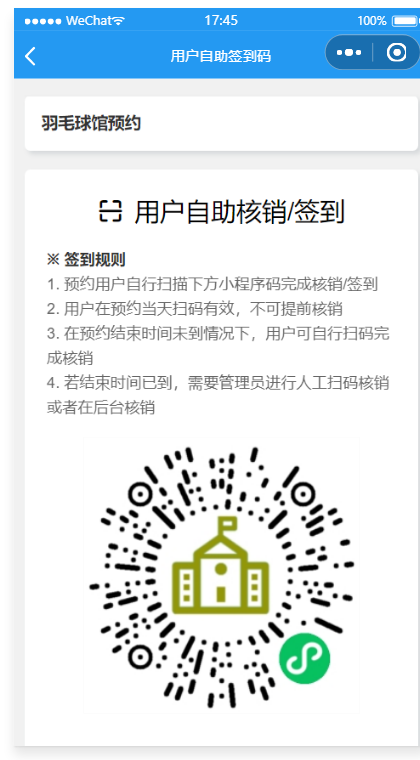 WeChat 17:45 100%
用户自助签到码
羽毛球馆预约
用户自助核销/签到
※ 签到规则
1. 预约用户自行扫描下方小程序码完成核销/签到
2. 用户在预约当天扫码有效，不可提前核销
3. 在预约结束时间未到情况下，用户可自行扫码完
成核销
4. 若结束时间已到，需要管理员进行人工扫码核销
或者在后台核销